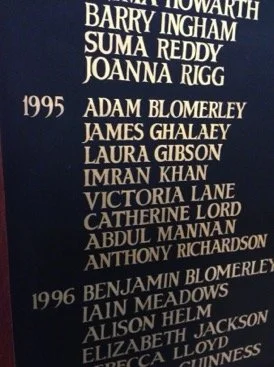 HOWARTH
BARRY INGHAM
SUMA REDDY
JOANNA RIGG
1995 ADAM BLOMERLEY
JAMES GHALAEY
LAURA GIBSON
IMRAN KHAN
VICTORIA LANE
CATHERINE LORD
ABDUL MANNAN
ANTHONY RICHARDSON
1996 BENJAMIN BLOMERLEY
IAIN MEADOWS
ALISON HELM
ELIZABETH JACKSON
REBECCA LLOYD
GUINNESS